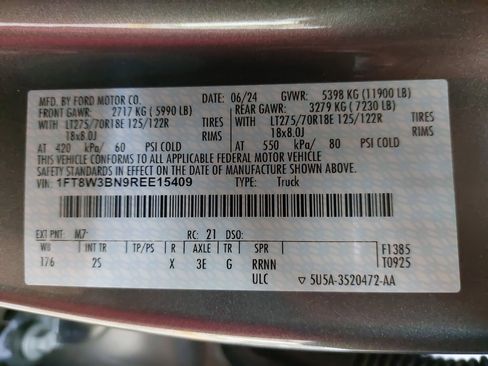 MFD. BY FORD MOTOR CO. DATE: 06/24 GVWR: 5398 KG (11900 LB)
FRONT GAWR: 2717 KG (5990 LB) REAR GAWR: 3279 KG (7230 LB)
WITH LT275/70R18E 125/122R TIRES WITH LT275/70R18E 125/122R TIRES
18x8.0J RIMS 18x8.0J RIMS
AT 420 kPa/ 60 PSI COLD AT 550 kPa/ 80 PSI COLD
THIS VEHICLE CONFORMS TO ALL APPLICABLE FEDERAL MOTOR VEHICLE
SAFETY STANDARDS IN EFFECT ON THE DATE OF MANUFACTURE SHOWN ABOVE.
VIN: 1FT8W3BN9REE15409 TYPE: Truck
EXT PNT: M7 RC: 21 DSO:
WB INT TR TP/PS R AXLE TR SPR F1385
176 2S X 3E G RRNN T0925
ULC ▽ 5U5A-3520472-AA